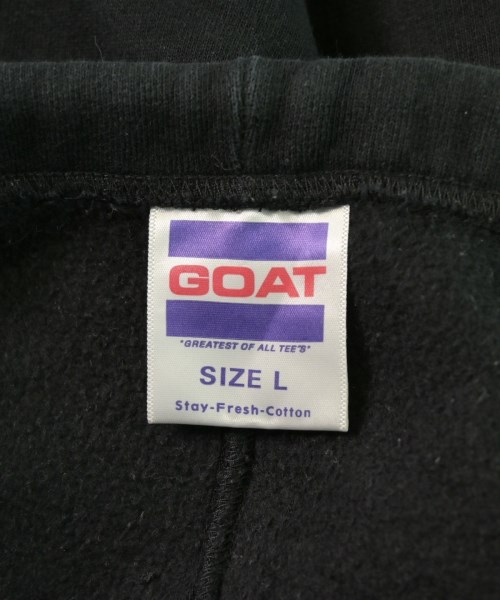 GOAT
"GREATEST OF ALL TEE'S"
SIZE L
Stay-Fresh-Cotton